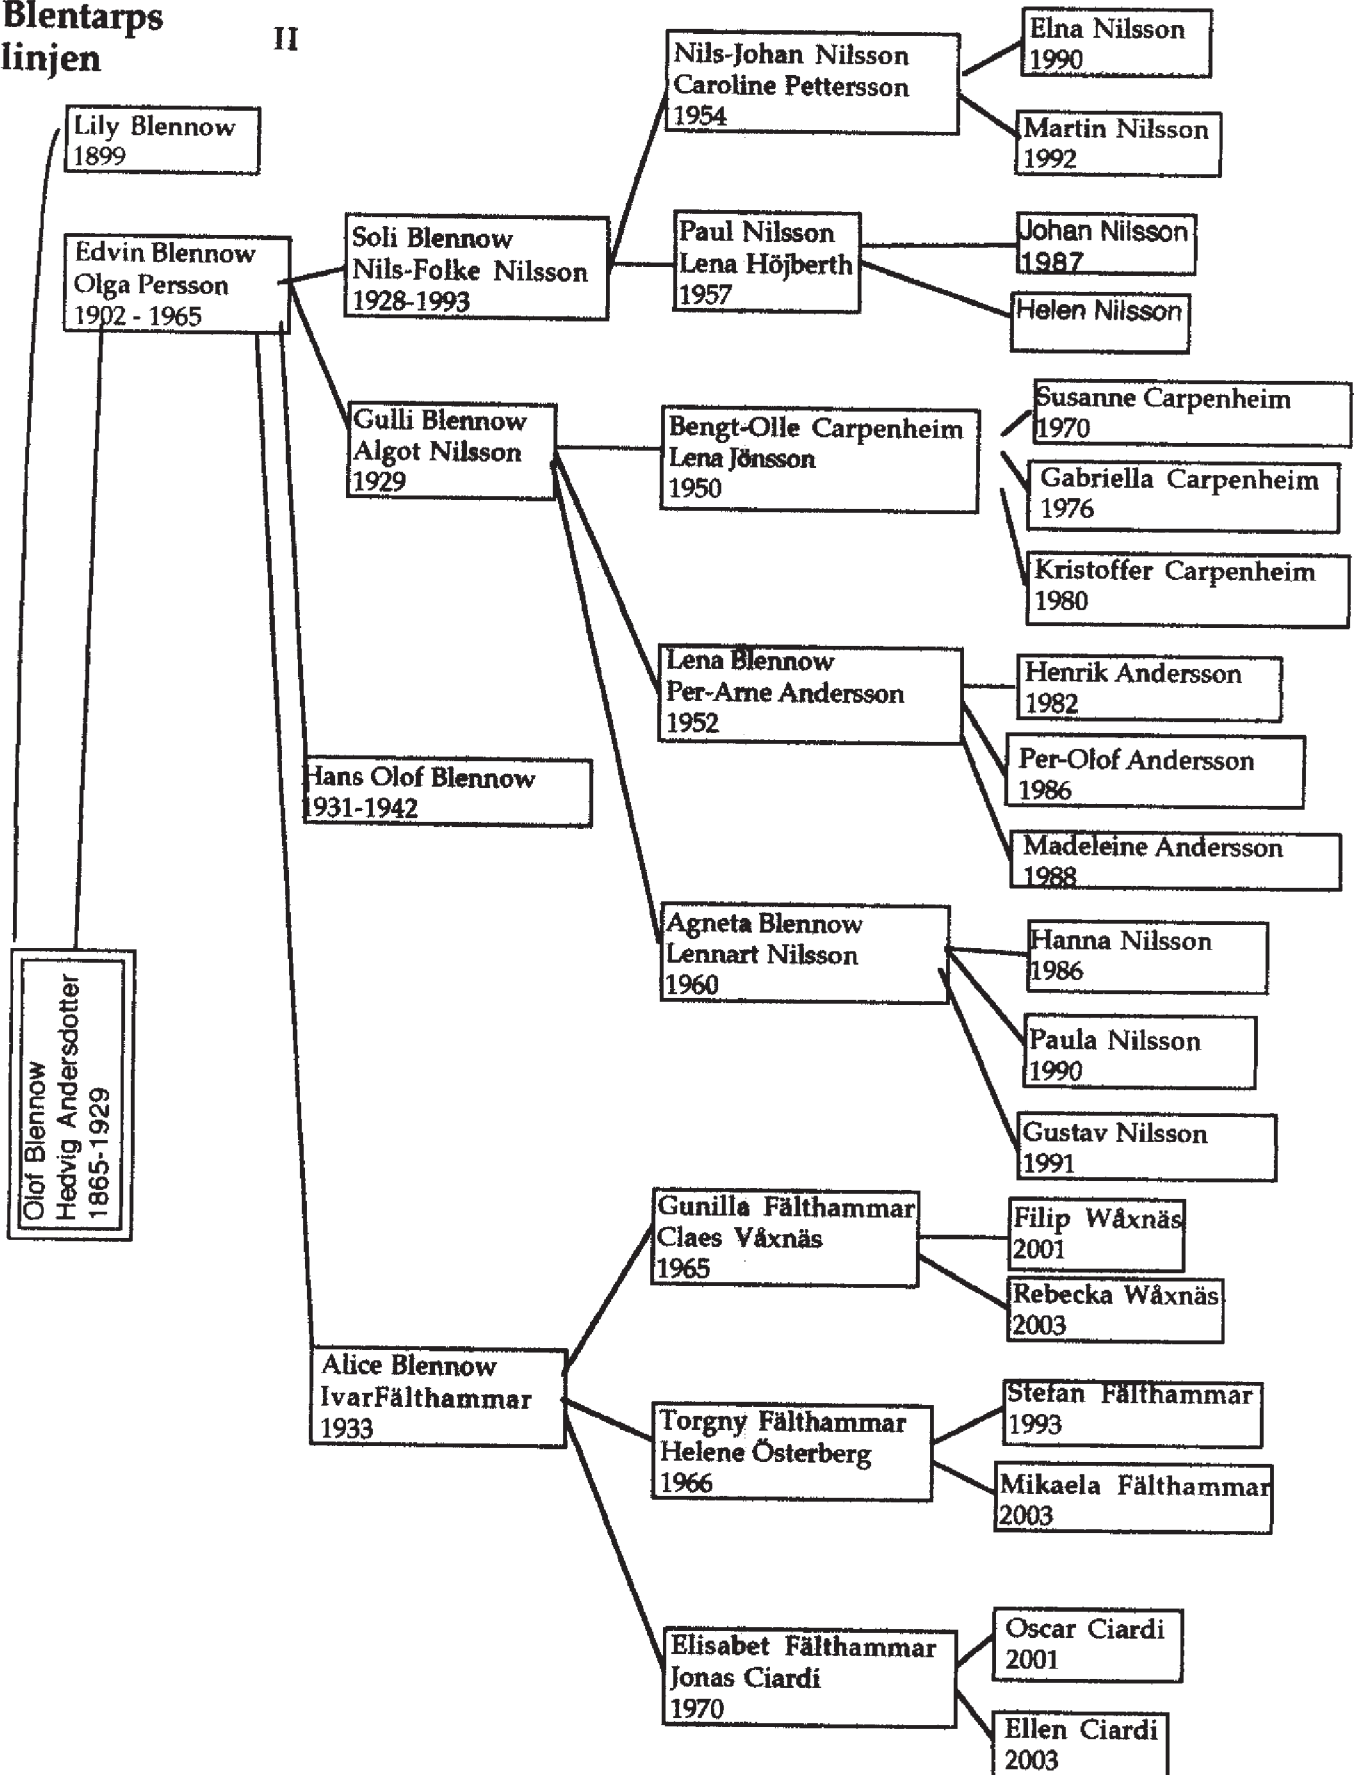 Blentarps
linjen
II
Lily Blennow
1899
Edvin Blennow
Olga Persson
1902 - 1965
Olof Blennow
Hedvig Andersdotter
1865-1929
Soli Blennow
Nils-Folke Nilsson
1928-1993
Gulli Blennow
Algot Nilsson
1929
Hans Olof Blennow
1931-1942
Alice Blennow
IvarFälthammar
1933
Nils-Johan Nilsson
Caroline Pettersson
1954
Paul Nilsson
Lena Höjberth
1957
Bengt-Olle Carpenheim
Lena Jönsson
1950
Lena Blennow
Per-Arne Andersson
1952
Agneta Blennow
Lennart Nilsson
1960
Gunilla Fälthammar
Claes Våxnäs
1965
Torgny Fälthammar
Helene Österberg
1966
Elisabet Fälthammar
Jonas Ciardi
1970
Elna Nilsson
1990
Martin Nilsson
1992
Johan Nilsson
1987
Helen Nilsson
Susanne Carpenheim
1970
Gabriella Carpenheim
1976
Kristoffer Carpenheim
1980
Henrik Andersson
1982
Per-Olof Andersson
1986
Madeleine Andersson
1988
Hanna Nilsson
1986
Paula Nilsson
1990
Gustav Nilsson
1991
Filip Wåxnäs
2001
Rebecka Wåxnäs
2003
Stefan Fälthammar
1993
Mikaela Fälthammar
2003
Oscar Ciardi
2001
Ellen Ciardi
2003